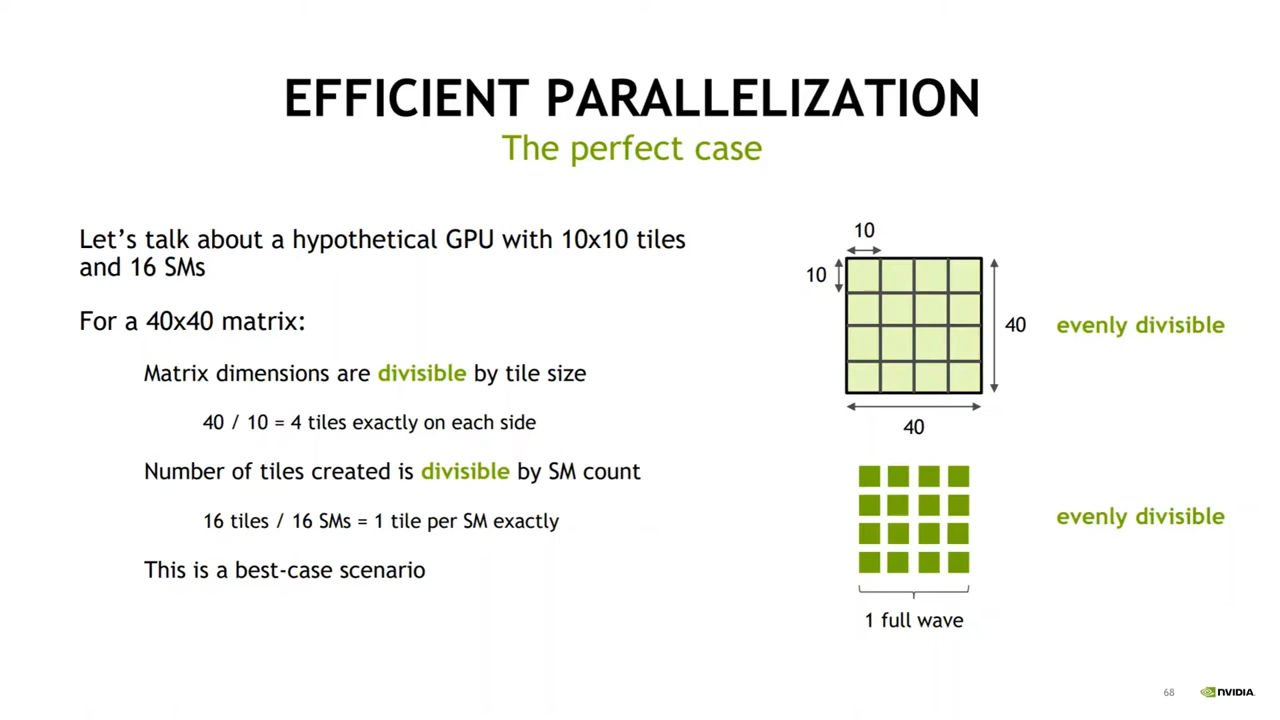 EFFICIENT PARALLELIZATION
The perfect case
Let's talk about a hypothetical GPU with 10x10 tiles
and 16 SMs
For a 40x40 matrix:
Matrix dimensions are divisible by tile size
40 / 10 = 4 tiles exactly on each side
Number of tiles created is divisible by SM count
16 tiles / 16 SMs = 1 tile per SM exactly
This is a best-case scenario
10
10
40
evenly divisible
40
evenly divisible
1 full wave
68
NVIDIA.